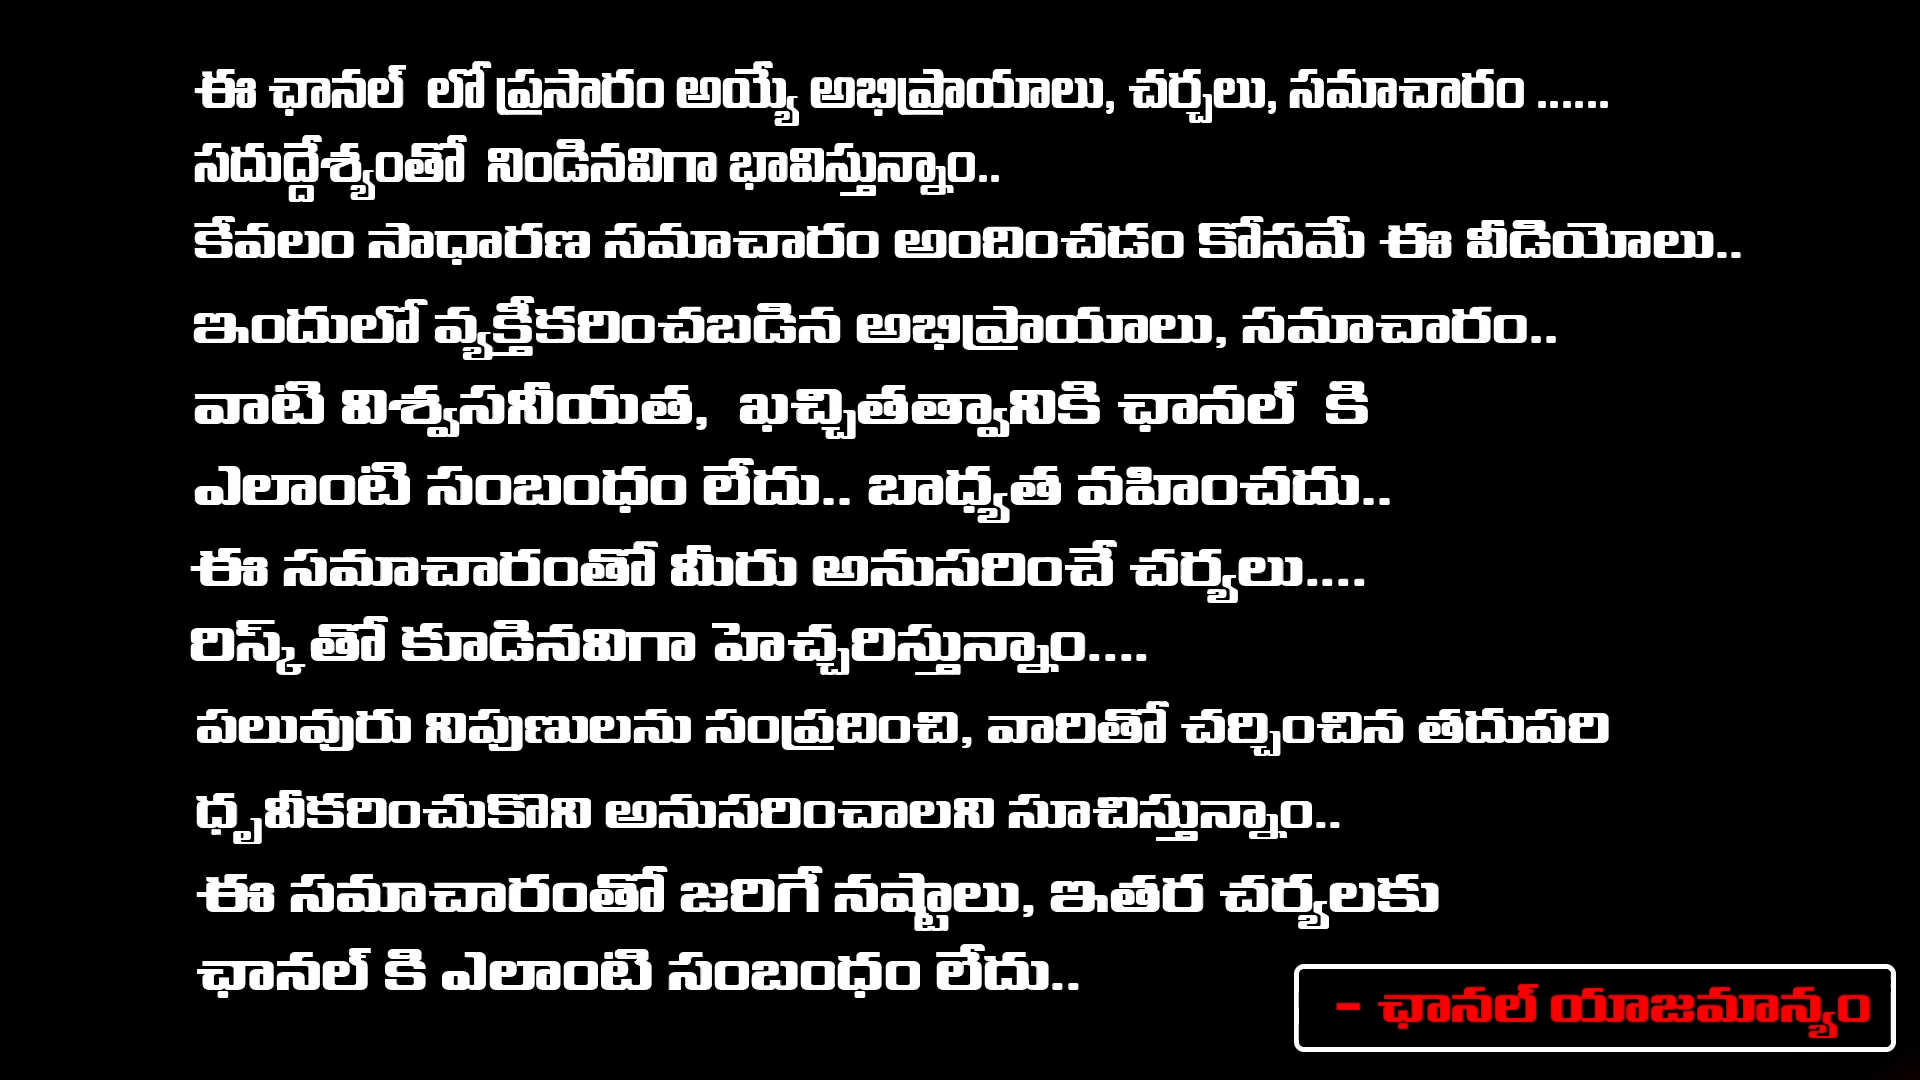 ఈ ఛానల్ లో ప్రసారం అయ్యే అభిప్రాయాలు, చర్చలు, సమాచారం ......
సదుద్దేశ్యంతో నిండినవిగా భావిస్తున్నాం..
కేవలం సాధారణ సమాచారం అందించడం కోసమే ఈ వీడియోలు..
ఇందులో వ్యక్తీకరించబడిన అభిప్రాయాలు, సమాచారం..
వాటి విశ్వసనీయత, ఖచ్చితత్వానికి ఛానల్ కి
ఎలాంటి సంబంధం లేదు.. బాధ్యత వహించదు..
ఈ సమాచారంతో మీరు అనుసరించే చర్యలు....
రిస్క్ తో కూడినవిగా హెచ్చరిస్తున్నాం....
పలువురు నిపుణులను సంప్రదించి, వారితో చర్చించిన తదుపరి
ధృవీకరించుకొని అనుసరించాలని సూచిస్తున్నాం..
ఈ సమాచారంతో జరిగే నష్టాలు, ఇతర చర్యలకు
ఛానల్ కి ఎలాంటి సంబంధం లేదు..
- ఛానల్ యాజమాన్యం